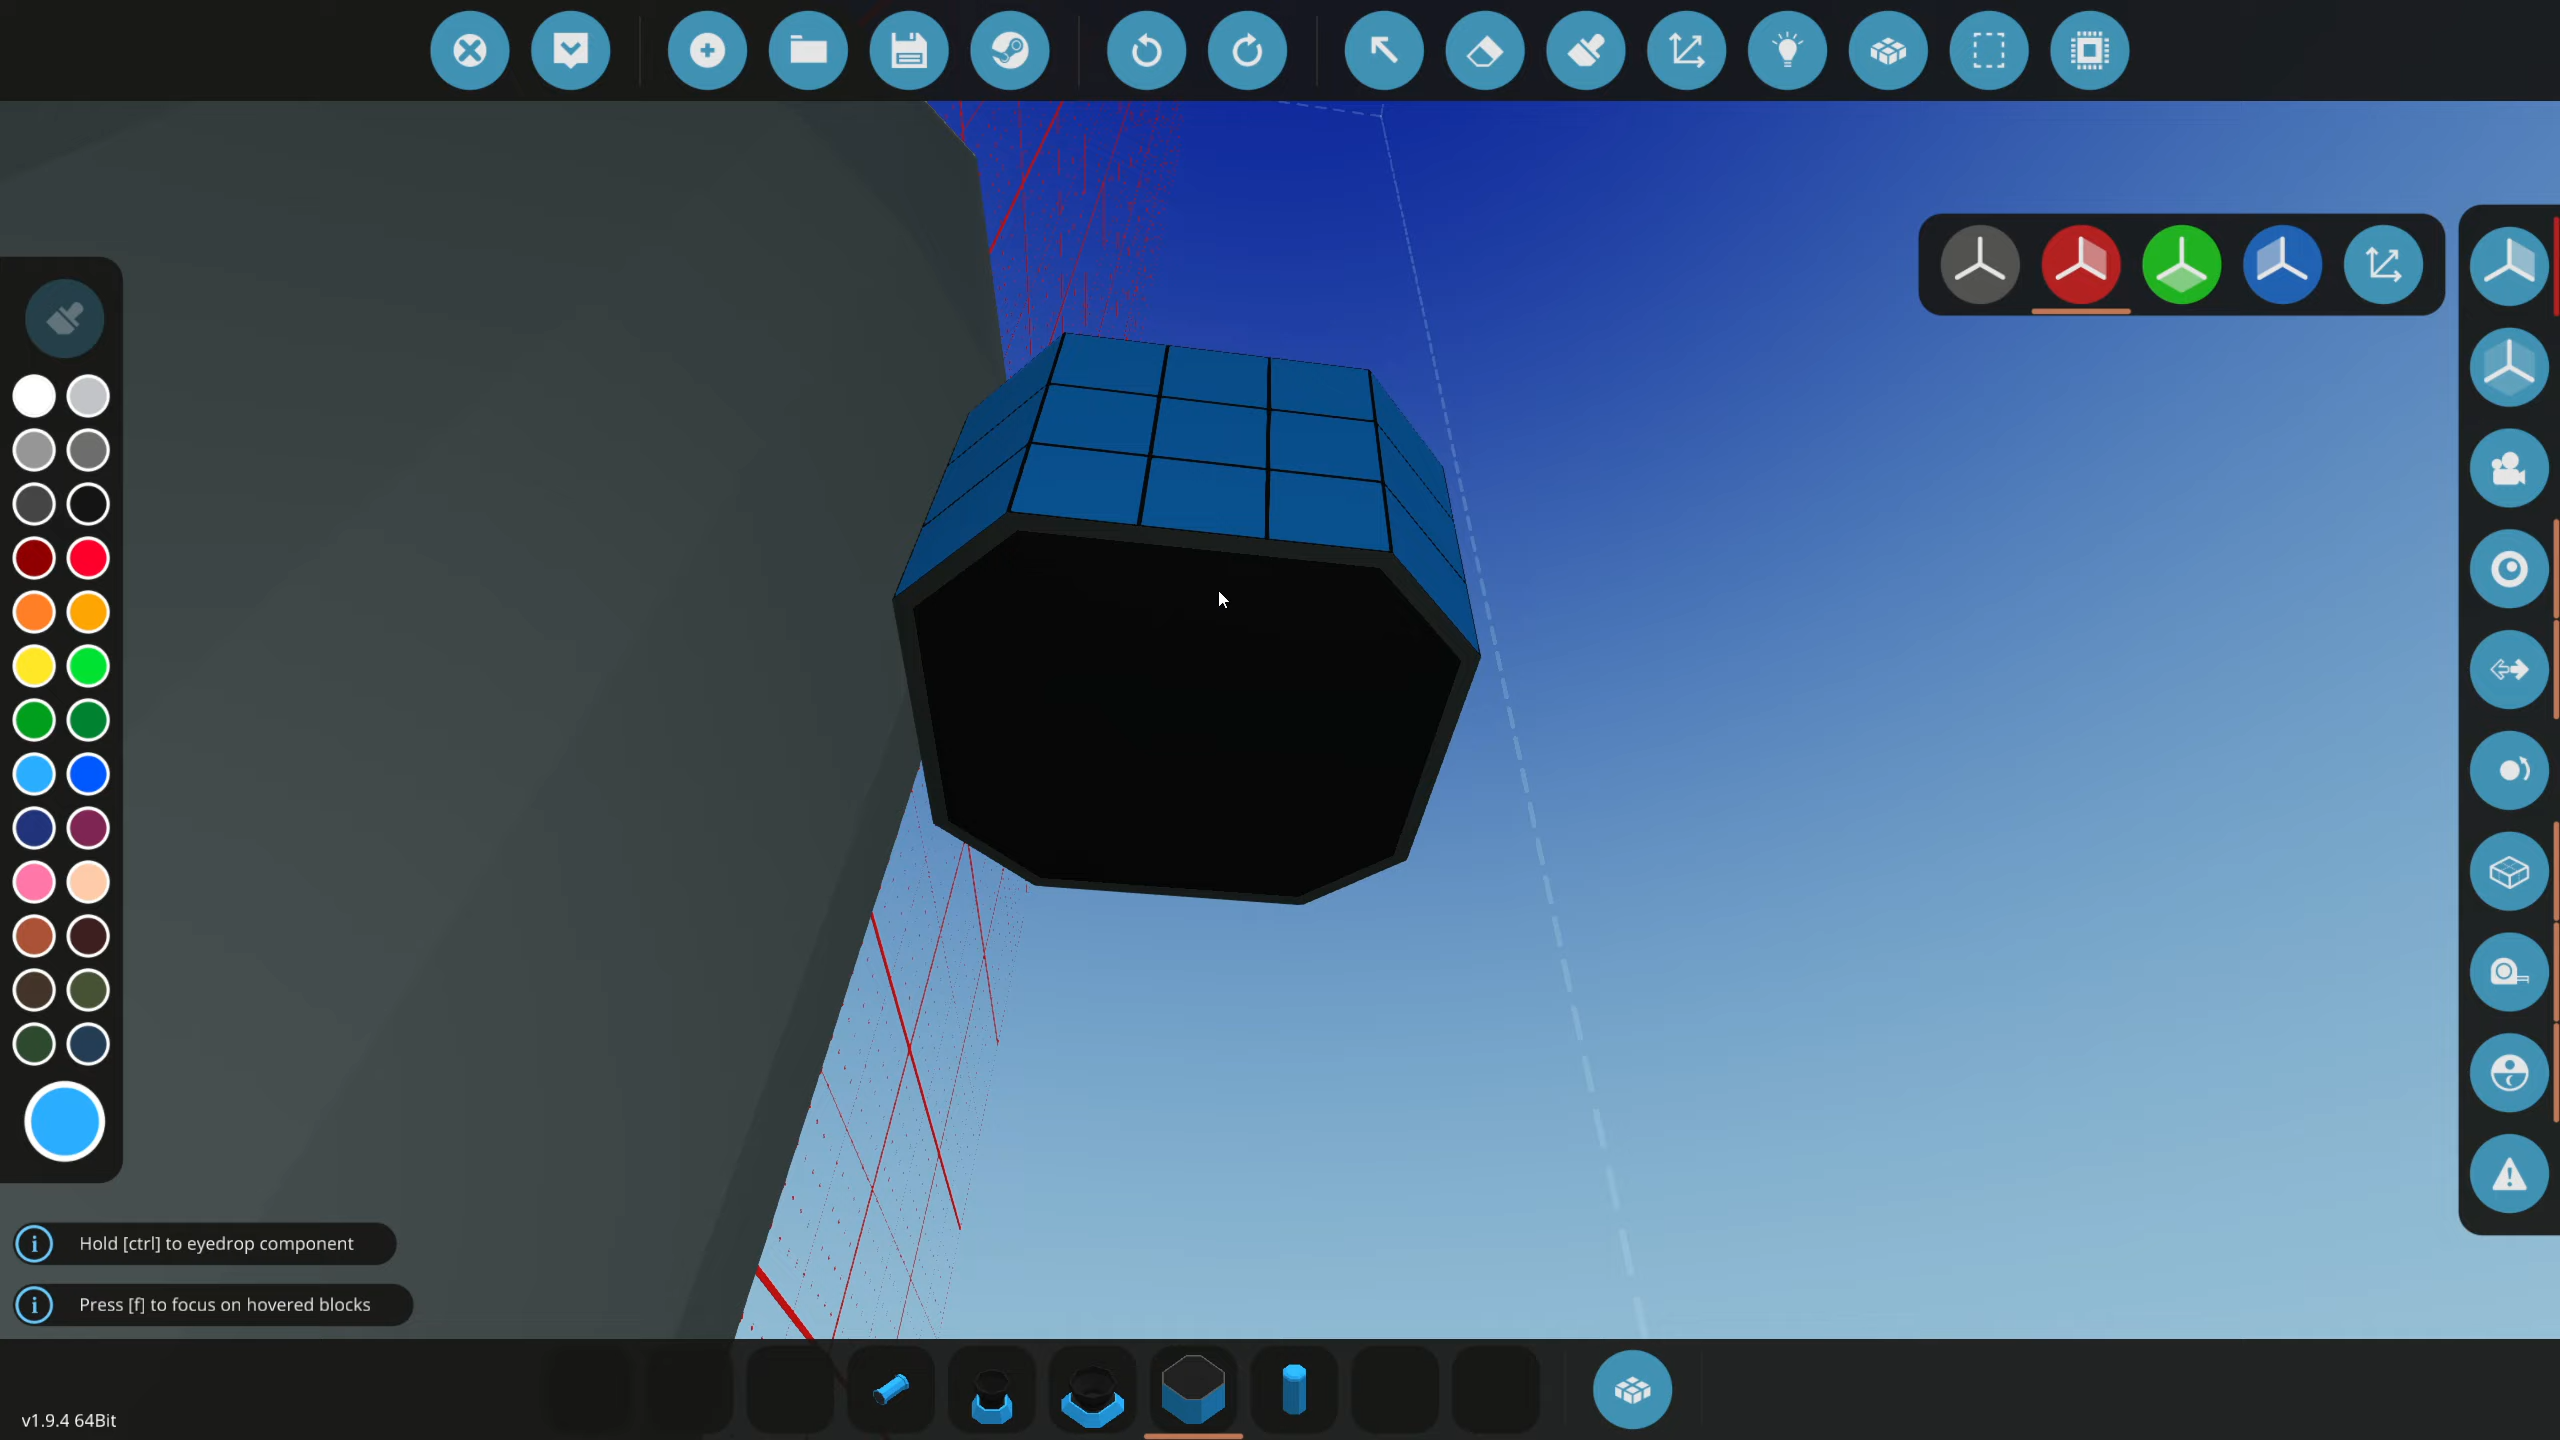 Hold [ctrl] to eyedrop component
Press [f] to focus on hovered blocks
v1.9.4 64Bit